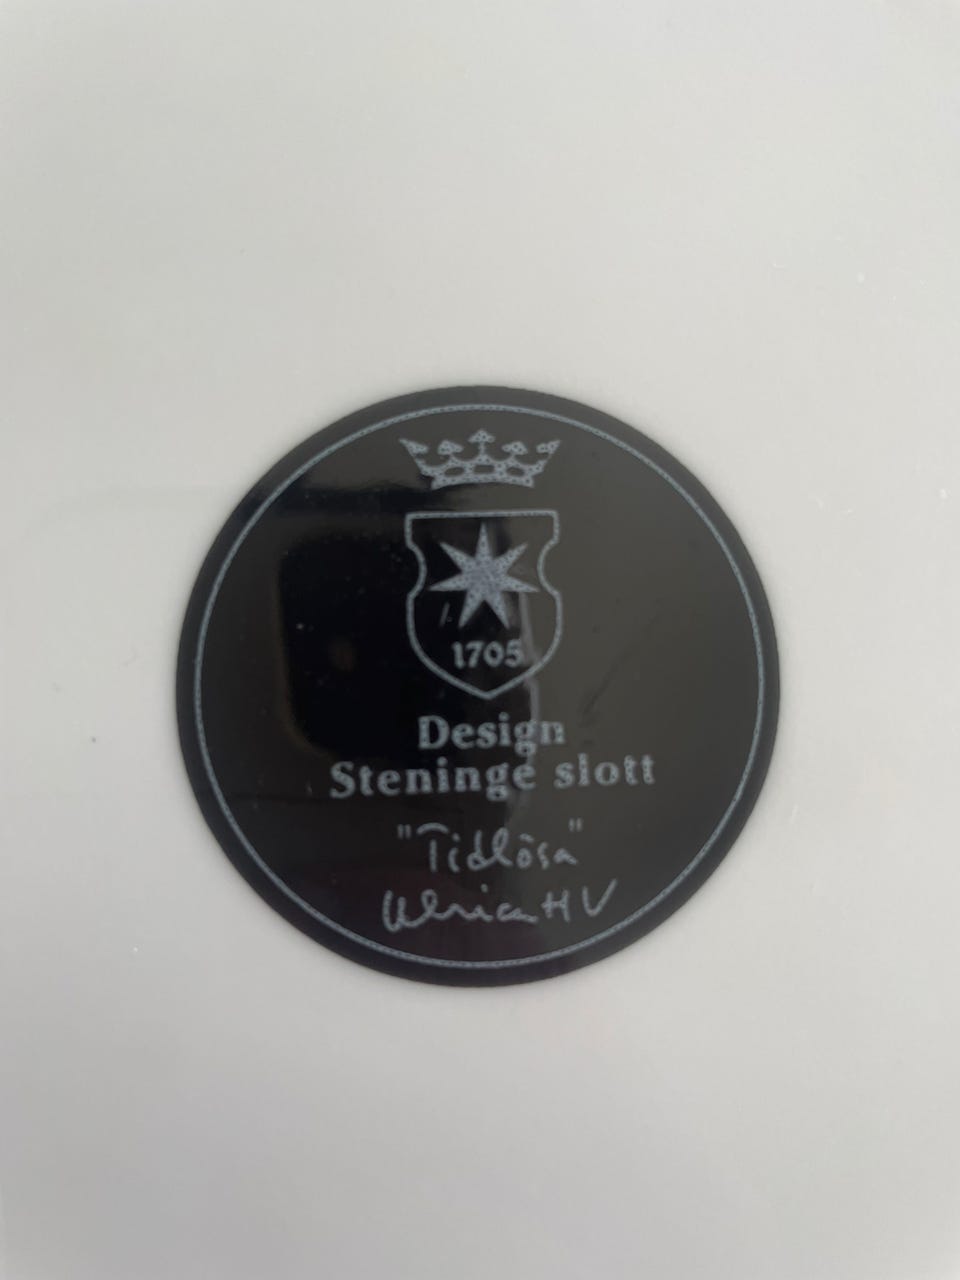 1705
Design
Steninge slott
"Tidlösa"
Ulrica HV